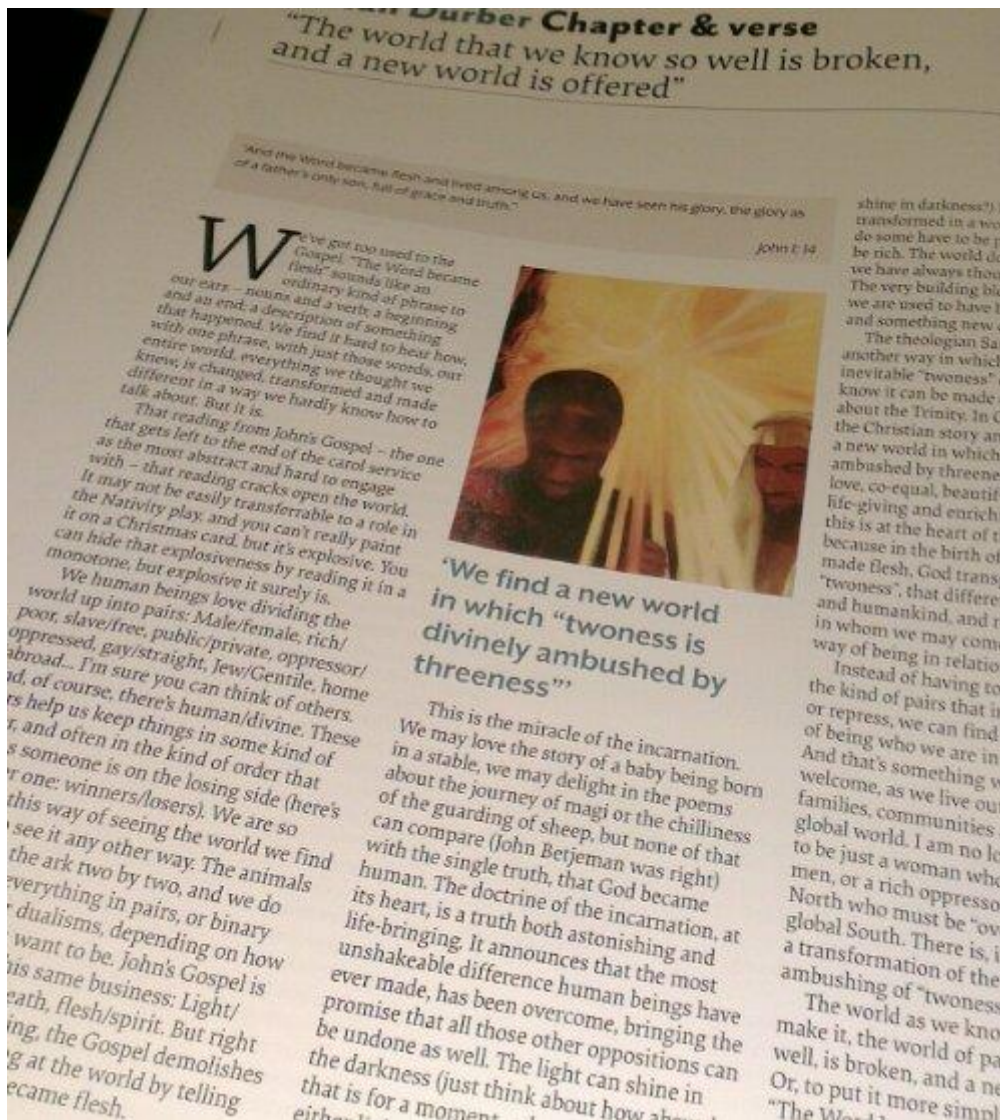 Durber Chapter & verse
“The world that we know so well is broken,
and a new world is offered”
“And the Word became flesh and lived among us, and we have seen his glory, the glory as
of a father’s only son, full of grace and truth.”
John 1: 14
We’ve got too used to the
Gospel. “The Word became
flesh” sounds like an
ordinary kind of phrase to
our ears – nouns and a verb, a beginning
and an end, a description of something
that happened. We find it hard to hear how,
with one phrase, with just those words, our
entire world, everything we thought we
knew, is changed, transformed and made
different in a way we hardly know how to
talk about. But it is.
That reading from John’s Gospel – the one
that gets left to the end of the carol service
as the most abstract and hard to engage
with – that reading cracks open the world.
It may not be easily transferrable to a role in
the Nativity play, and you can’t really paint
it on a Christmas card, but it’s explosive. You
can hide that explosiveness by reading it in a
monotone, but explosive it surely is.
We human beings love dividing the
world up into pairs: Male/female, rich/
poor, slave/free, public/private, oppressor/
oppressed, gay/straight, Jew/Gentile, home
abroad... I’m sure you can think of others.
of course, there’s human/divine. These
help us keep things in some kind of
and often in the kind of order that
someone is on the losing side (here’s
one: winners/losers). We are so
this way of seeing the world we find
see it any other way. The animals
the ark two by two, and we do
everything in pairs, or binary
dualisms, depending on how
want to be. John’s Gospel is
this same business: Light/
flesh/spirit. But right
the Gospel demolishes
at the world by telling
became flesh.
‘We find a new world
in which “twoness is
divinely ambushed by
threeness”’
This is the miracle of the incarnation.
We may love the story of a baby being born
in a stable, we may delight in the poems
about the journey of magi or the chilliness
of the guarding of sheep, but none of that
can compare (John Betjeman was right)
with the single truth, that God became
human. The doctrine of the incarnation, at
its heart, is a truth both astonishing and
life-bringing. It announces that the most
unshakeable difference human beings have
ever made, has been overcome, bringing the
promise that all those other oppositions can
be undone as well. The light can shine in
the darkness (just think about how
that is for a moment
shine in darkness?).
transformed in a
do some have to be
be rich. The world
we have always
The very building
we are used to have
and something new
The theologian
another way in which
inevitable “twoness”
know it can be made
about the Trinity. In
the Christian story
a new world in which
ambushed by
love, co-equal,
life-giving and
this is at the heart of
because in the birth of
made flesh, God
“twoness”, that
and humankind, and
in whom we may
way of being in
Instead of having to
the kind of pairs that
or repress, we can find
of being who we are in
And that’s something
welcome, as we live
families, communities
global world. I am no
to be just a woman
men, or a rich
North who must be
global South. There is,
a transformation of the
ambushing of “twoness
The world as we
make it, the world of
well, is broken, and a
Or, to put it more
“The